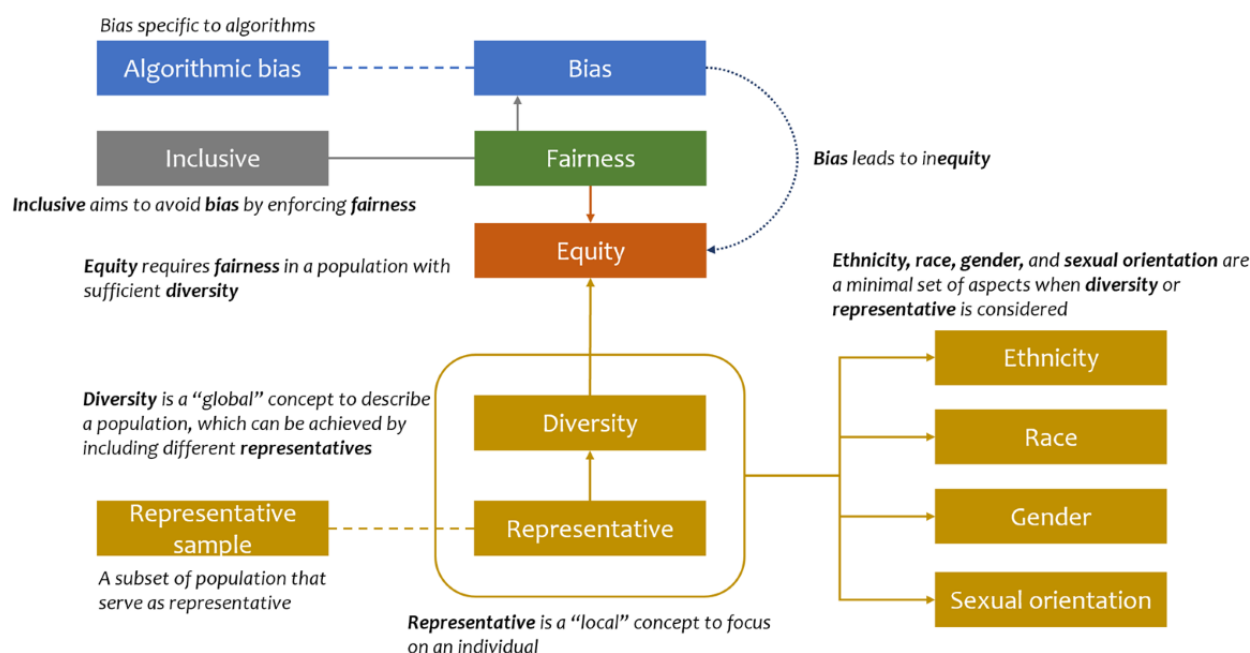 Bias specific to algorithms
Algorithmic bias
Bias
Inclusive
Fairness
Bias leads to inequity
Inclusive aims to avoid bias by enforcing fairness
Equity
Equity requires fairness in a population with
sufficient diversity
Ethnicity, race, gender, and sexual orientation are
a minimal set of aspects when diversity or
representative is considered
Ethnicity
Diversity is a “global” concept to describe
a population, which can be achieved by
including different representatives
Diversity
Race
Representative
sample
Representative
Gender
A subset of population that
serve as representative
Sexual orientation
Representative is a “local” concept to focus
on an individual